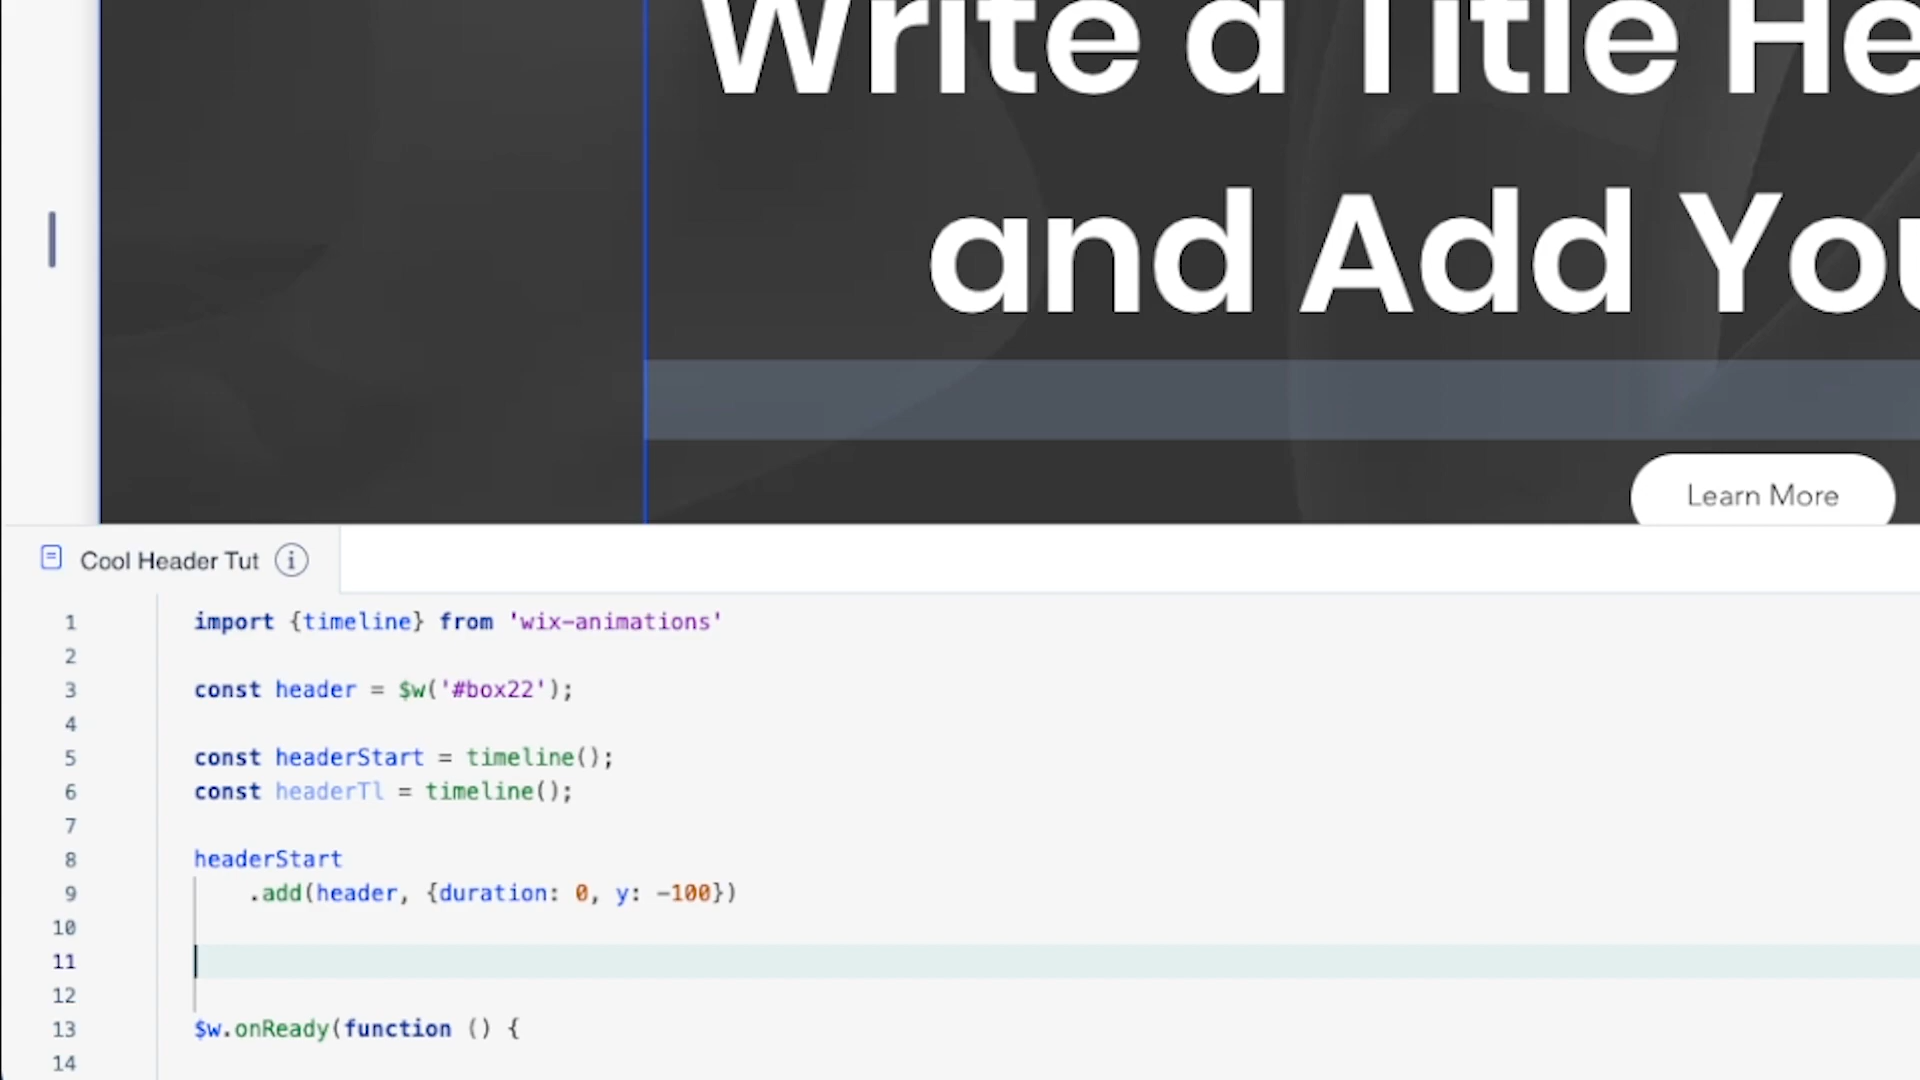 Write a Title He
and Add You
Learn More
Cool Header Tut
1 import {timeline} from 'wix-animations'
2
3 const header = $w('#box22');
4
5 const headerStart = timeline();
6 const headerTl = timeline();
7
8 headerStart
9 .add(header, {duration: 0, y: -100})
10
11
12
13 $w.onReady(function () {
14